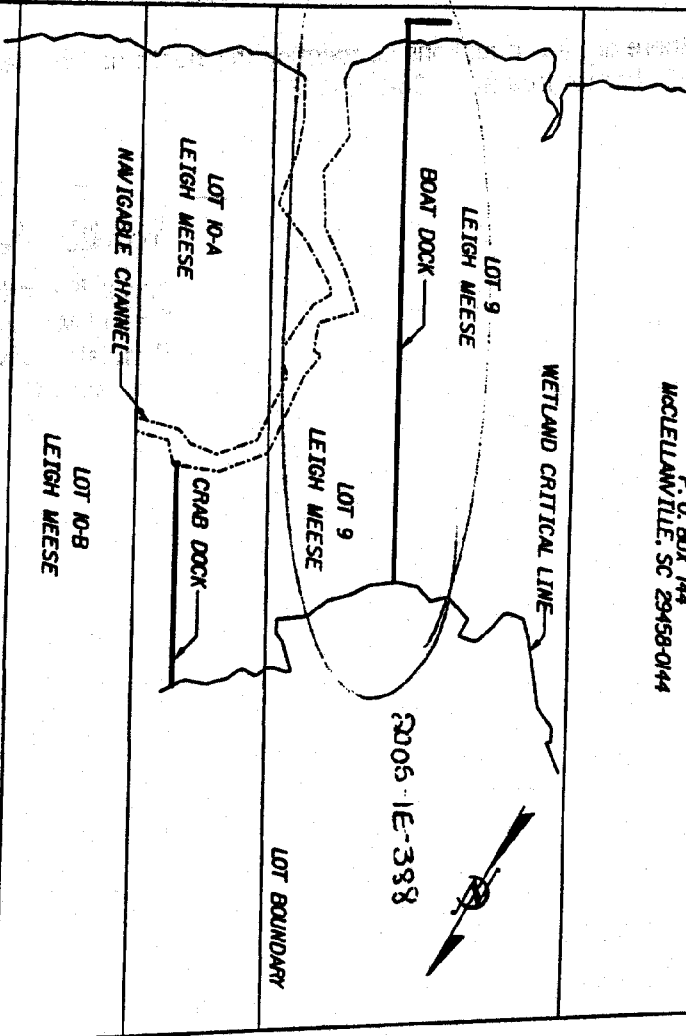 P. O. BOX 144
McCLELLANVILLE, SC 29458-0144
WETLAND CRITICAL LINE
LOT 9
LEIGH MEESE
BOAT DOCK
LOT 9
LEIGH MEESE
2005-1E-388
LOT 10-A
LEIGH MEESE
CRAB DOCK
LOT BOUNDARY
NAVIGABLE CHANNEL
LOT 10-B
LEIGH MEESE